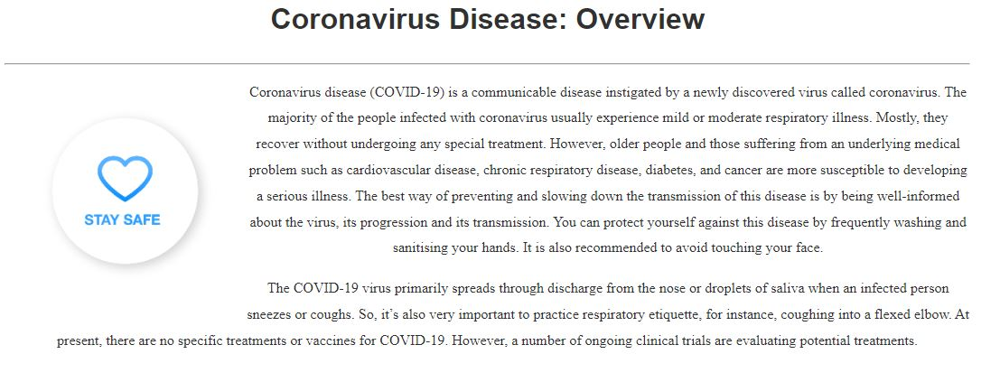 Coronavirus Disease: Overview
Coronavirus disease (COVID-19) is a communicable disease instigated by a newly discovered virus called coronavirus. The
majority of the people infected with coronavirus usually experience mild or moderate respiratory illness. Mostly, they
recover without undergoing any special treatment. However, older people and those suffering from an underlying medical
problem such as cardiovascular disease, chronic respiratory disease, diabetes, and cancer are more susceptible to developing
a serious illness. The best way of preventing and slowing down the transmission of this disease is by being well-informed
about the virus, its progression and its transmission. You can protect yourself against this disease by frequently washing and
sanitising your hands. It is also recommended to avoid touching your face.
STAY SAFE
The COVID-19 virus primarily spreads through discharge from the nose or droplets of saliva when an infected person
sneezes or coughs. So, it’s also very important to practice respiratory etiquette, for instance, coughing into a flexed elbow. At
present, there are no specific treatments or vaccines for COVID-19. However, a number of ongoing clinical trials are evaluating potential treatments.